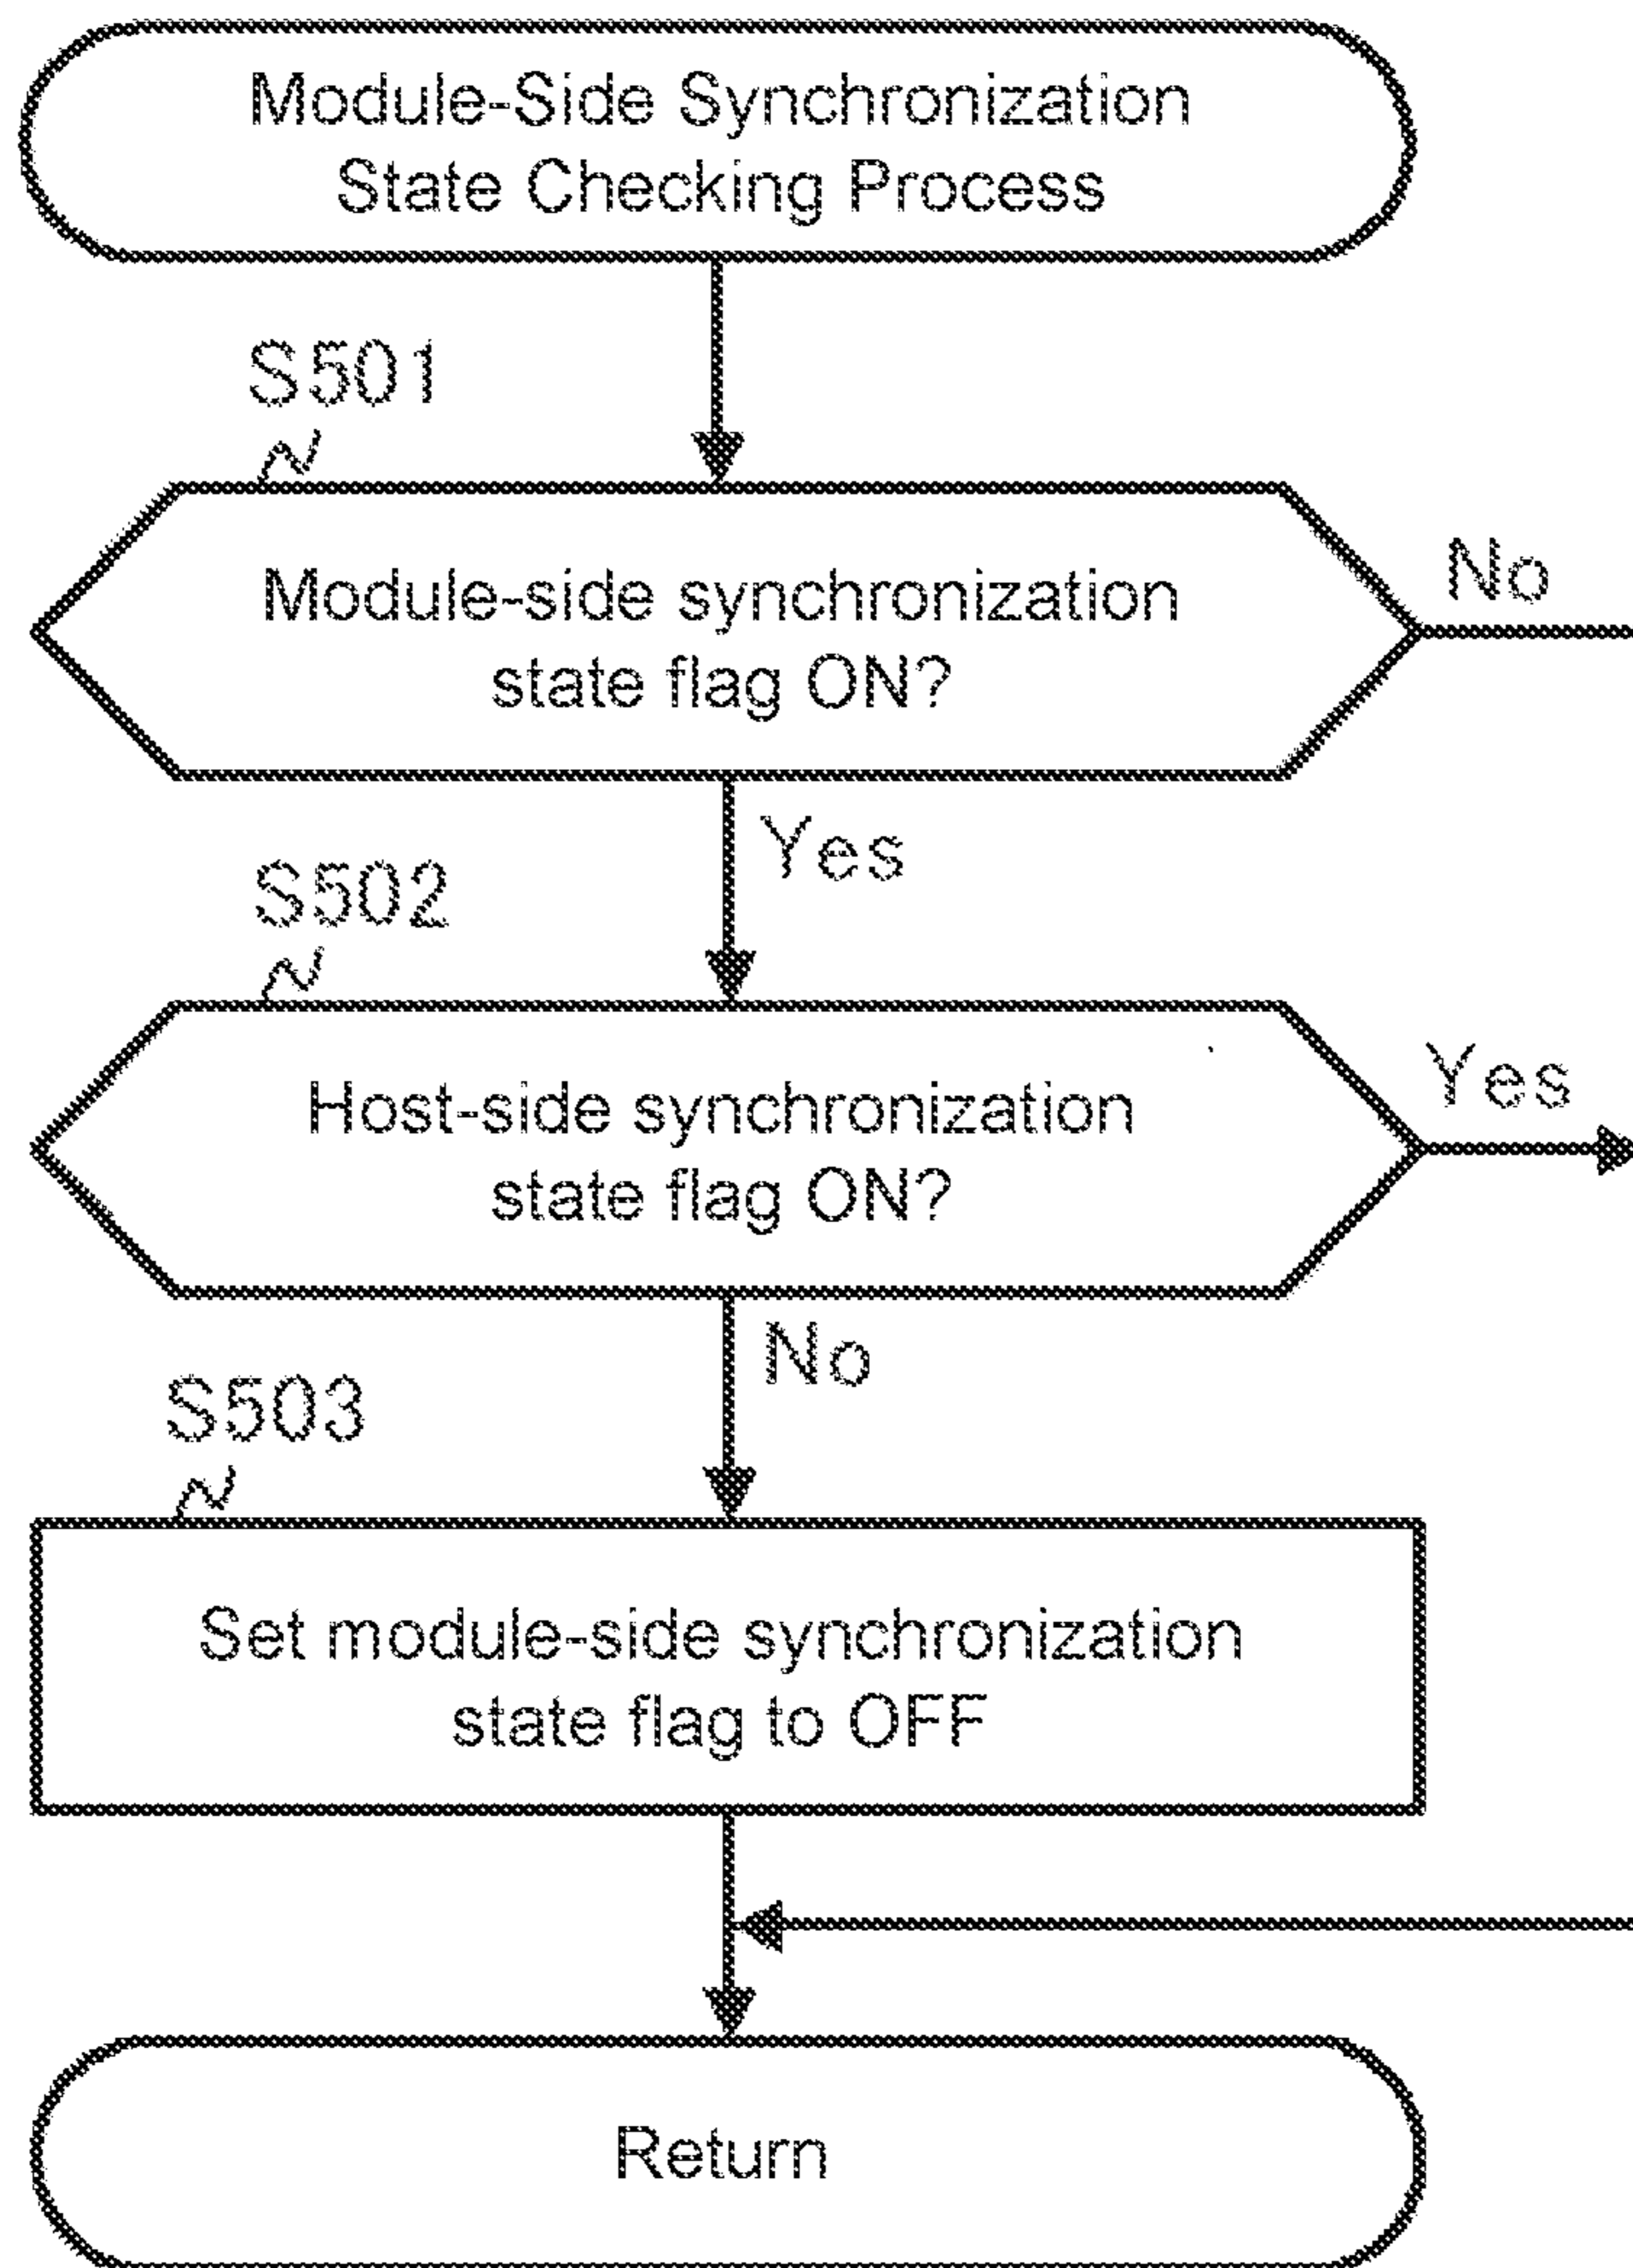 Module-Side Synchronization
State Checking Process
S501
Module-side synchronization
state flag ON?
No
Yes
S502
Host-side synchronization
state flag ON?
Yes
No
S503
Set module-side synchronization
state flag to OFF
Return